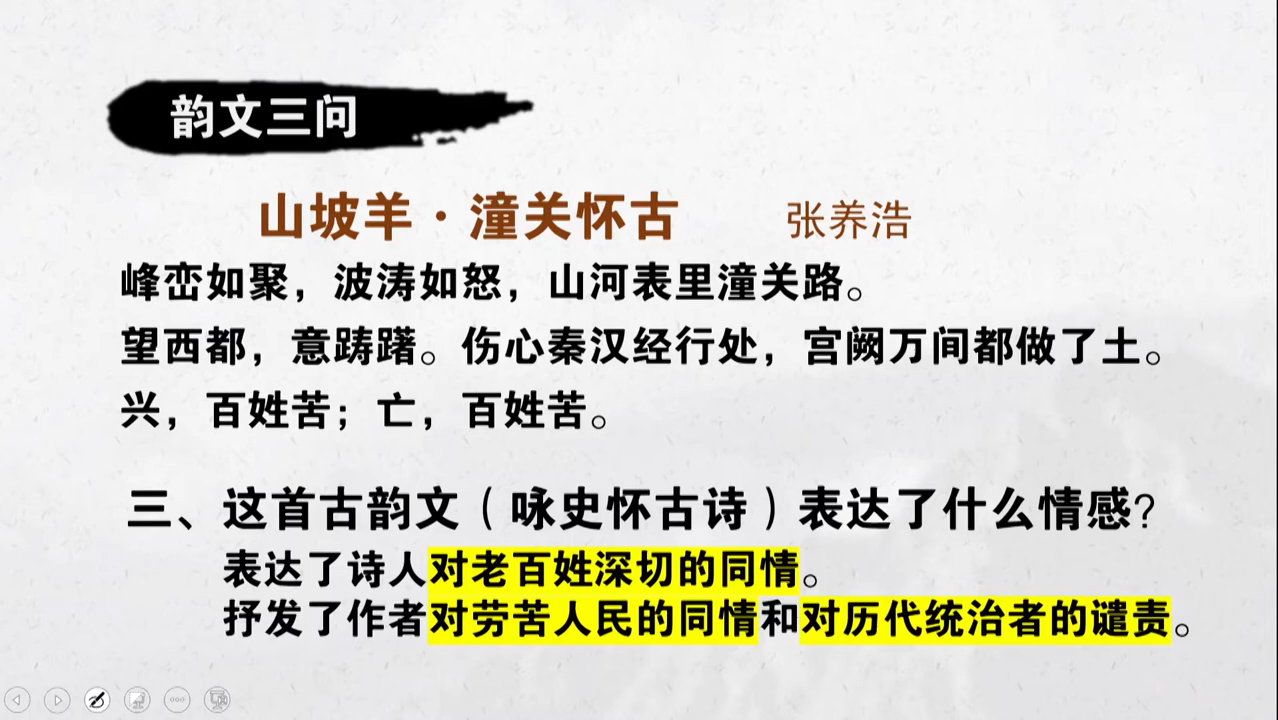 韵文三问
山坡羊·潼关怀古 张养浩
峰峦如聚，波涛如怒，山河表里潼关路。
望西都，意踌躇。伤心秦汉经行处，宫阙万间都做了土。
兴，百姓苦；亡，百姓苦。
三、这首古韵文（咏史怀古诗）表达了什么情感？
表达了诗人对老百姓深切的同情。
抒发了作者对劳苦人民的同情和对历代统治者的谴责。